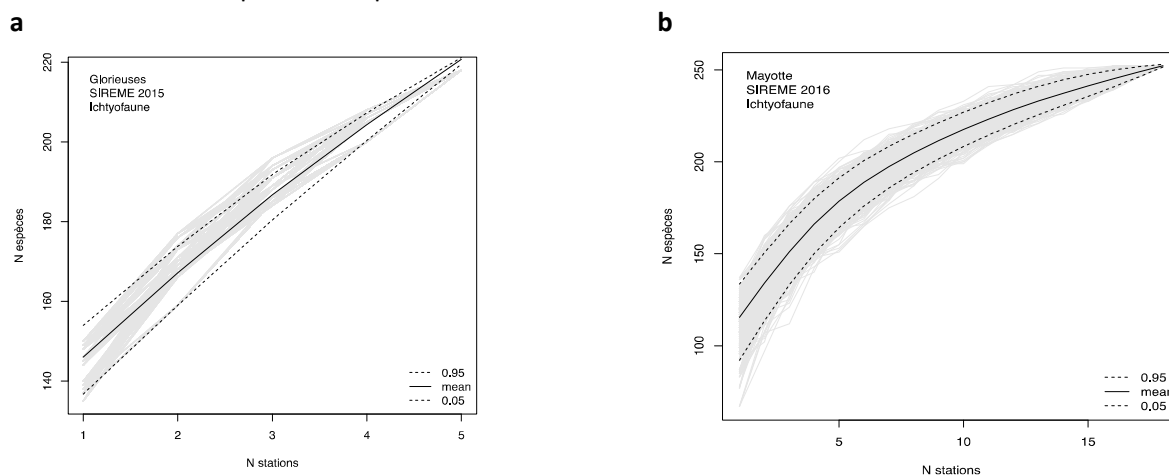 a
Glorieuses
SIREME 2015
Ichtyofaune
N espèces
220
200
180
160
140
0.95
mean
0.05
1 2 3 4 5
N stations
b
Mayotte
SIREME 2016
Ichtyofaune
N espèces
250
200
150
100
0.95
mean
0.05
5 10 15
N stations